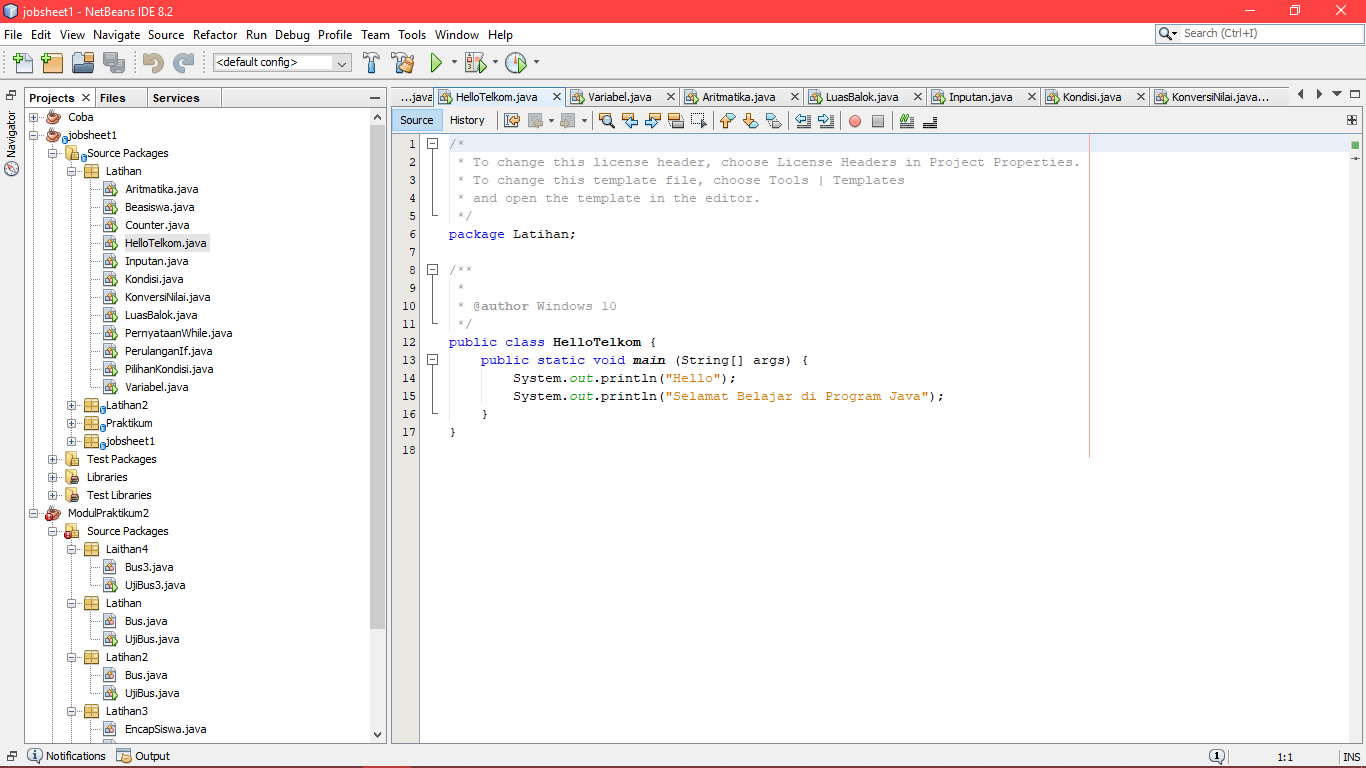 jobsheet1 - NetBeans IDE 8.2
File Edit View Navigate Source Refactor Run Debug Profile Team Tools Window Help
Search (Ctrl+I)
<default config>
Navigator
Projects Files Services
Coba
jobsheet1
Source Packages
Latihan
Aritmatika.java
Beasiswa.java
Counter.java
HelloTelkom.java
Inputan.java
Kondisi.java
KonversiNilai.java
LuasBalok.java
PernyataanWhile.java
PerulanganIf.java
PilihanKondisi.java
Variabel.java
Latihan2
Praktikum
jobsheet1
Test Packages
Libraries
Test Libraries
ModulPraktikum2
Source Packages
Laithan4
Bus3.java
UjiBus3.java
Latihan
Bus.java
UjiBus.java
Latihan2
Bus.java
UjiBus.java
Latihan3
EncapSiswa.java
...java HelloTelkom.java Variabel.java Aritmatika.java LuasBalok.java Inputan.java Kondisi.java KonversiNilai.java...
Source History
1 /*
2 * To change this license header, choose License Headers in Project Properties.
3 * To change this template file, choose Tools | Templates
4 * and open the template in the editor.
5 */
6 package Latihan;
7
8 /**
9 *
10 * @author Windows 10
11 */
12 public class HelloTelkom {
13 public static void main (String[] args) {
14 System.out.println("Hello");
15 System.out.println("Selamat Belajar di Program Java");
16 }
17 }
18
Notifications Output
1
1:1 INS